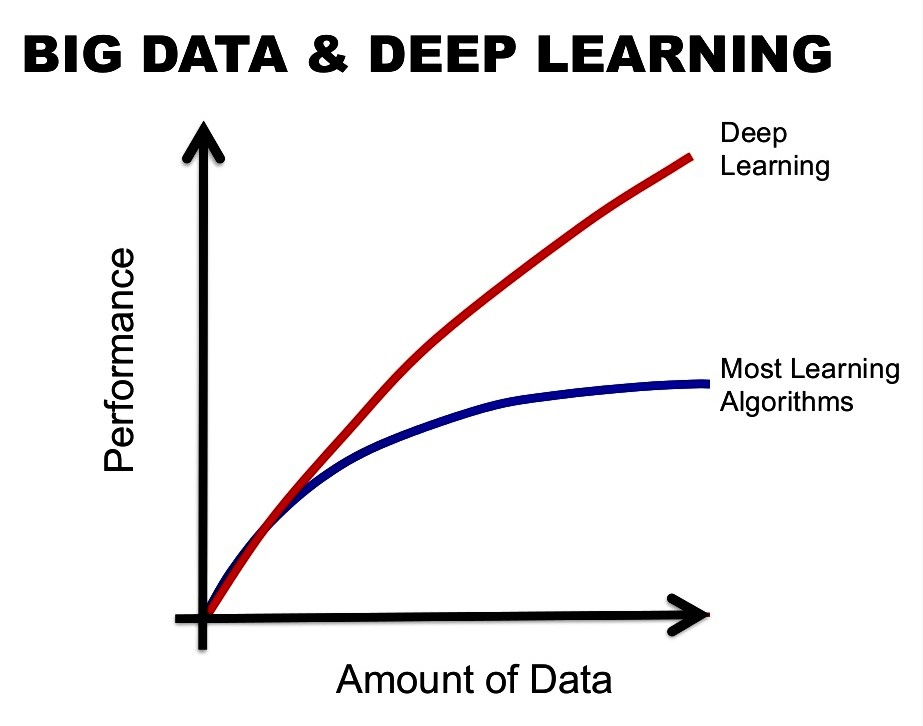 BIG DATA & DEEP LEARNING
Deep
Learning
Performance
Most Learning
Algorithms
Amount of Data